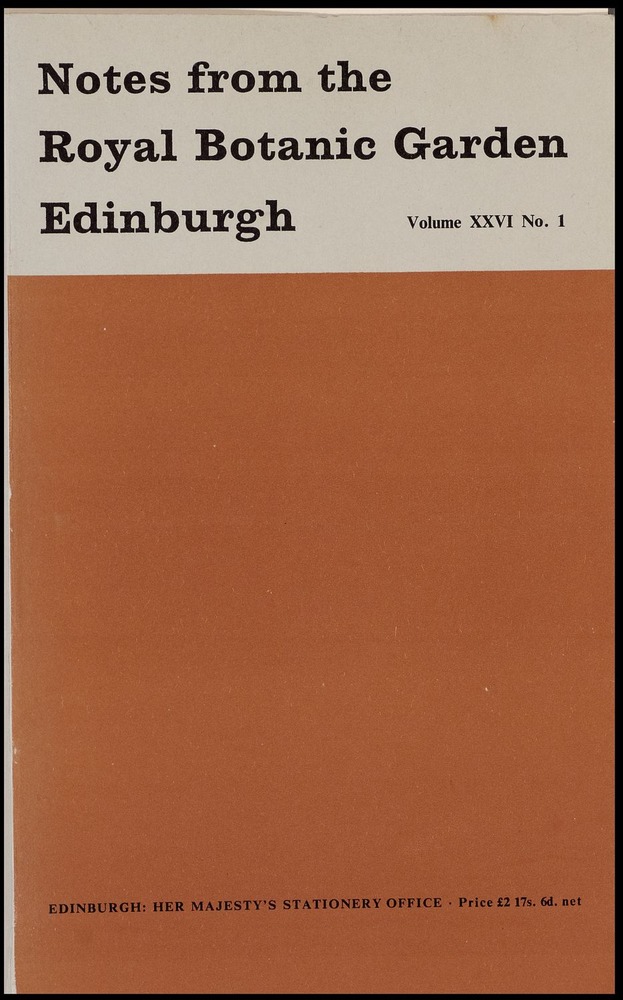 Notes from the
Royal Botanic Garden
Edinburgh
Volume XXVI No. 1
EDINBURGH: HER MAJESTY'S STATIONERY OFFICE · Price £2 17s. 6d. net